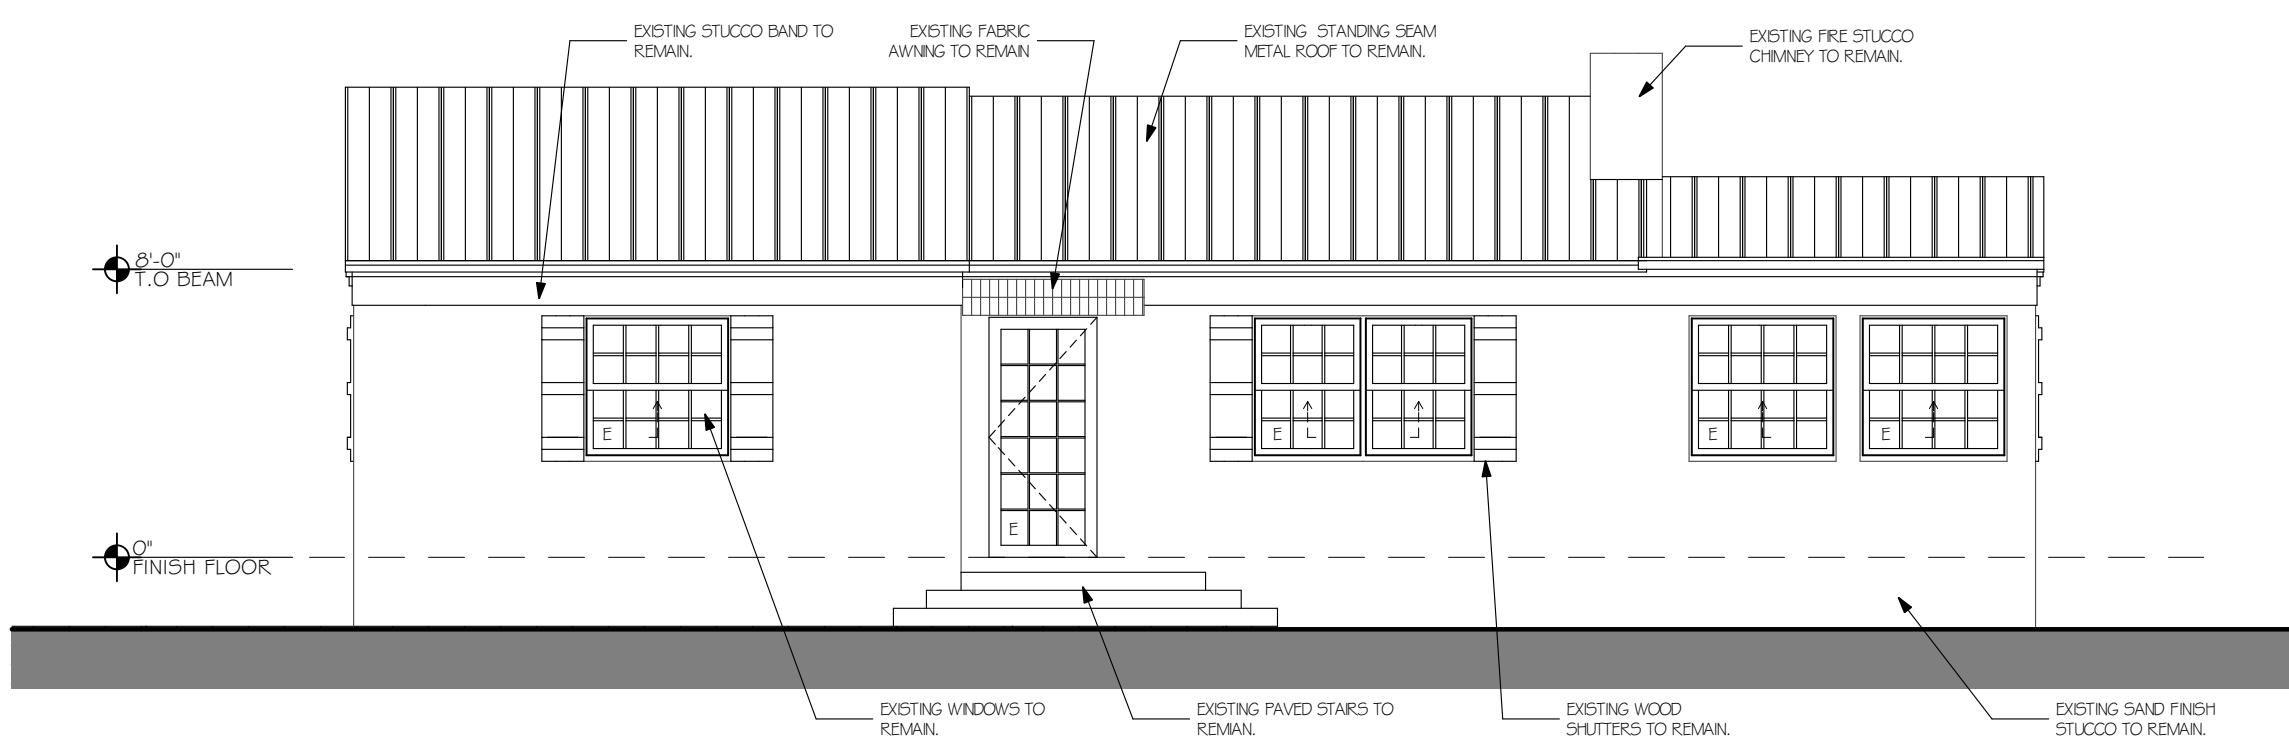 EXISTING STUCCO BAND TO
REMAIN.
EXISTING FABRIC
AWNING TO REMAIN
EXISTING STANDING SEAM
METAL ROOF TO REMAIN.
EXISTING FIRE STUCCO
CHIMNEY TO REMAIN.
8'-0"
T.O BEAM
E
E
E
E
E
0"
FINISH FLOOR
EXISTING WINDOWS TO
REMAIN.
EXISTING PAVED STAIRS TO
REMIAN.
EXISTING WOOD
SHUTTERS TO REMAIN.
EXISTING SAND FINISH
STUCCO TO REMAIN.